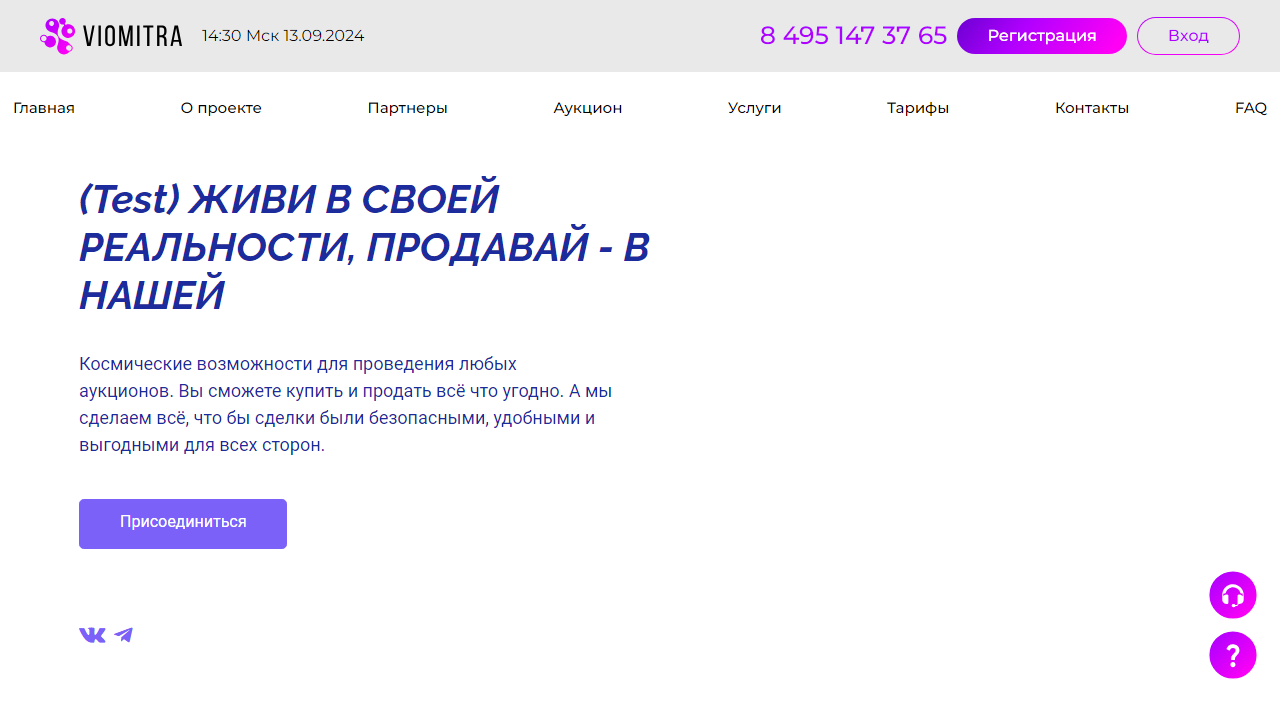 VIOMITRA
14:30 Мск 13.09.2024
8 495 147 37 65
Регистрация
Вход
Главная
О проекте
Партнеры
Аукцион
Услуги
Тарифы
Контакты
FAQ
(Test) ЖИВИ В СВОЕЙ
РЕАЛЬНОСТИ, ПРОДАВАЙ - В
НАШЕЙ
Космические возможности для проведения любых
аукционов. Вы сможете купить и продать всё что угодно. А мы
сделаем всё, что бы сделки были безопасными, удобными и
выгодными для всех сторон.
Присоединиться
?